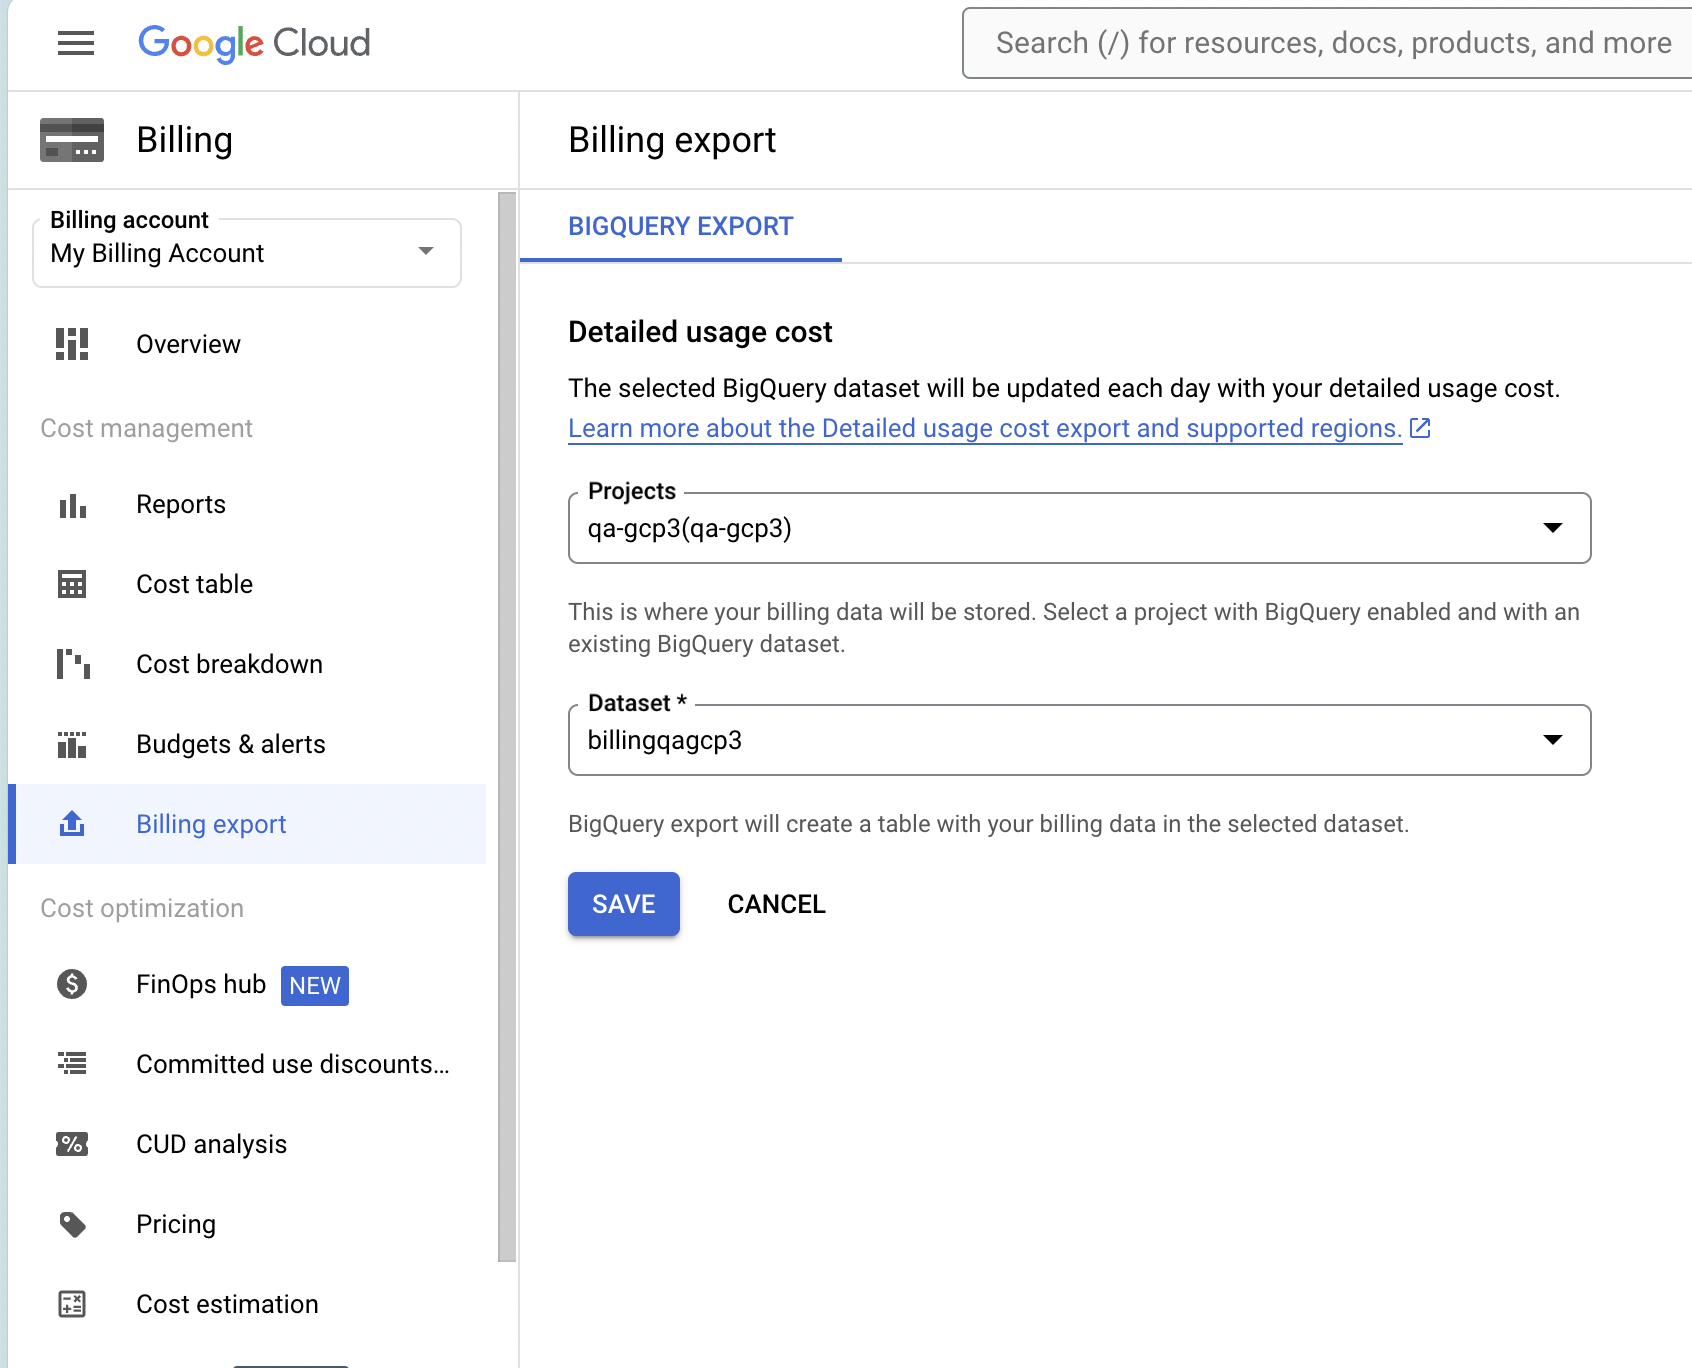 Google Cloud
Search (/) for resources, docs, products, and more
Billing
Billing export
Billing account
My Billing Account
Overview
Cost management
Reports
Cost table
Cost breakdown
Budgets & alerts
Billing export
Cost optimization
FinOps hub NEW
Committed use discounts...
CUD analysis
Pricing
Cost estimation
BIGQUERY EXPORT
Detailed usage cost
The selected BigQuery dataset will be updated each day with your detailed usage cost.
Learn more about the Detailed usage cost export and supported regions.
Projects
qa-gcp3(qa-gcp3)
This is where your billing data will be stored. Select a project with BigQuery enabled and with an
existing BigQuery dataset.
Dataset *
billingqagcp3
BigQuery export will create a table with your billing data in the selected dataset.
SAVE CANCEL